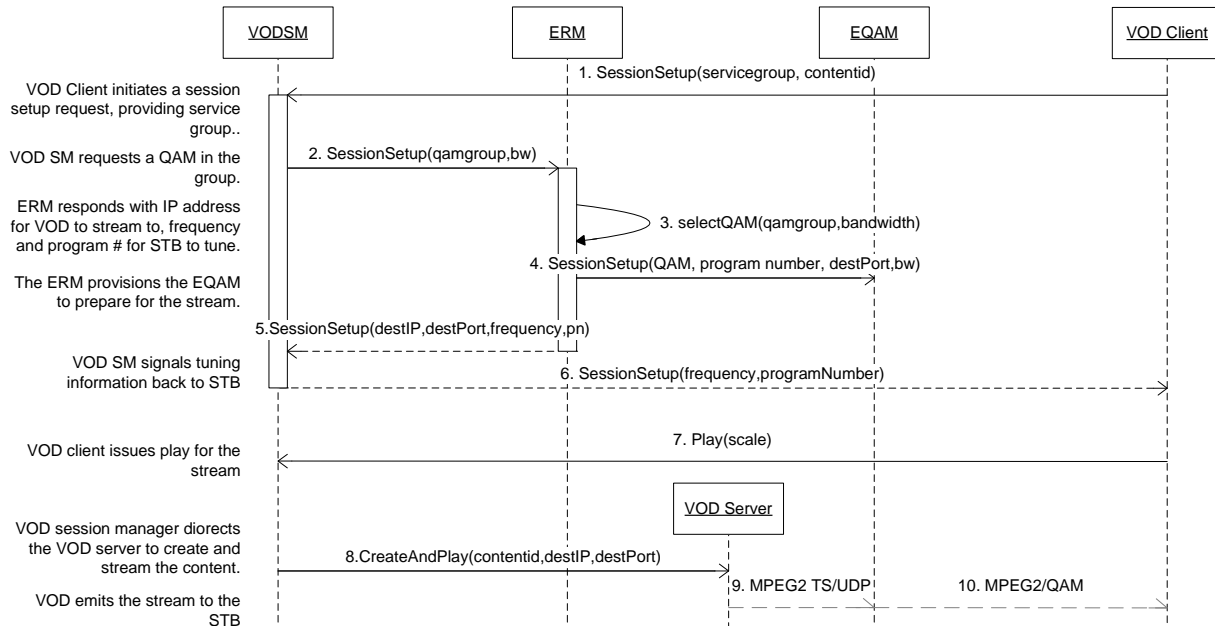 VODSM
ERM
EQAM
VOD Client
1. SessionSetup(servicegroup, contentid)
VOD Client initiates a session
setup request, providing service
group..
2. SessionSetup(qamgroup,bw)
VOD SM requests a QAM in the
group.
ERM responds with IP address
for VOD to stream to, frequency
and program # for STB to tune.
3. selectQAM(qamgroup,bandwidth)
4. SessionSetup(QAM, program number, destPort,bw)
The ERM provisions the EQAM
to prepare for the stream.
5.SessionSetup(destIP,destPort,frequency,pn)
VOD SM signals tuning
information back to STB
6. SessionSetup(frequency,programNumber)
7. Play(scale)
VOD client issues play for the
stream
VOD Server
VOD session manager diorects
the VOD server to create and
stream the content.
8.CreateAndPlay(contentid,destIP,destPort)
9. MPEG2 TS/UDP
10. MPEG2/QAM
VOD emits the stream to the
STB